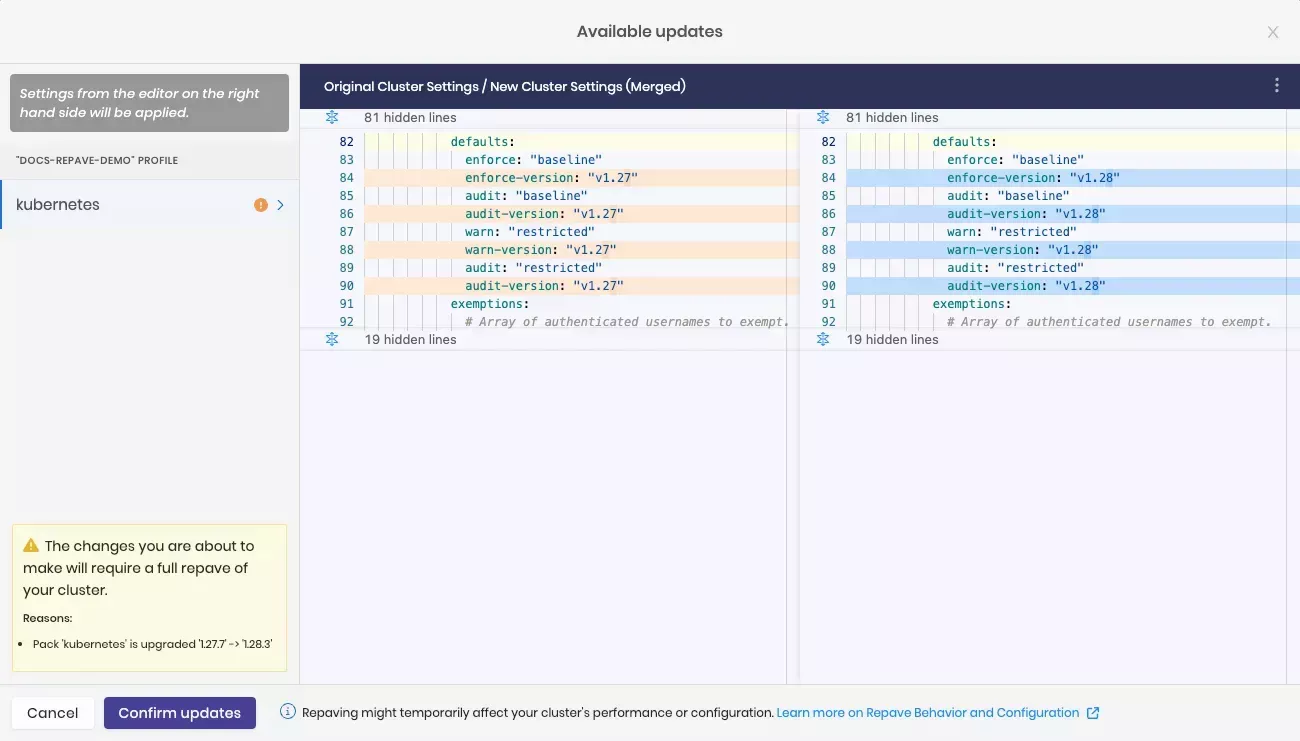 Available updates
Settings from the editor on the right
hand side will be applied.
"DOCS-REPAVE-DEMO" PROFILE
kubernetes
The changes you are about to
make will require a full repave of
your cluster.
Reasons:
Pack 'kubernetes' is upgraded '1.27.7' -> '1.28.3'
Original Cluster Settings / New Cluster Settings (Merged)
81 hidden lines
82 defaults:
83 enforce: "baseline"
84 enforce-version: "v1.27"
85 audit: "baseline"
86 audit-version: "v1.27"
87 warn: "restricted"
88 warn-version: "v1.27"
89 audit: "restricted"
90 audit-version: "v1.27"
91 exemptions:
92 # Array of authenticated usernames to exempt.
19 hidden lines
81 hidden lines
82 defaults:
83 enforce: "baseline"
84 enforce-version: "v1.28"
85 audit: "baseline"
86 audit-version: "v1.28"
87 warn: "restricted"
88 warn-version: "v1.28"
89 audit: "restricted"
90 audit-version: "v1.28"
91 exemptions:
92 # Array of authenticated usernames to exempt.
19 hidden lines
Cancel
Confirm updates
Repaving might temporarily affect your cluster's performance or configuration. Learn more on Repave Behavior and Configuration